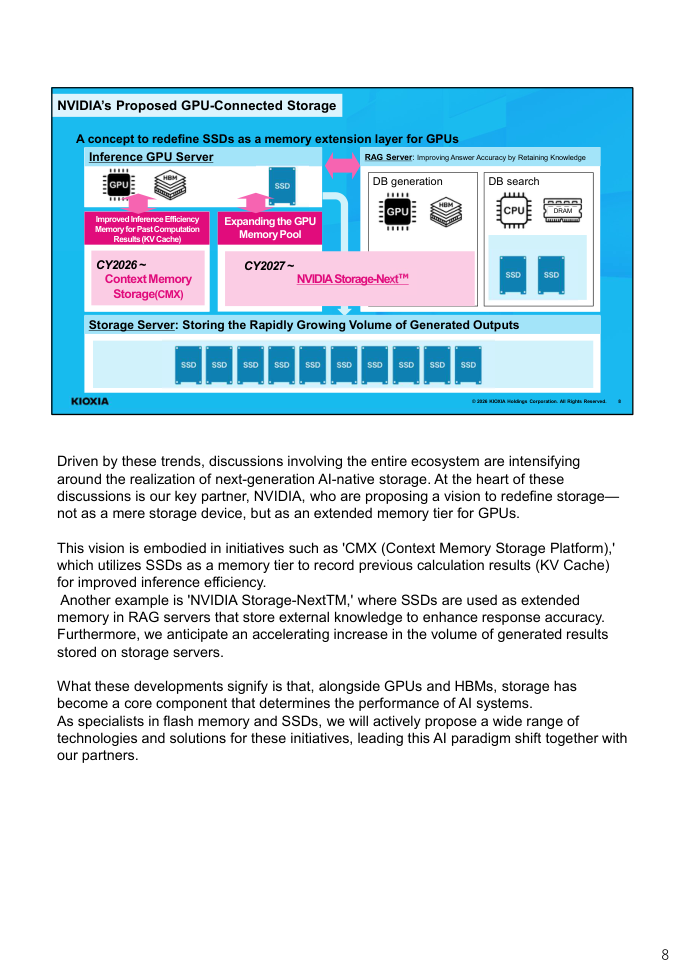 NVIDIA's Proposed GPU-Connected Storage
A concept to redefine SSDs as a memory extension layer for GPUs
Inference GPU Server
GPU
HBM
SSD
Improved Inference Efficiency
Memory for Past Computation
Results (KV Cache)
Expanding the GPU
Memory Pool
CY2026 ~
Context Memory
Storage(CMX)
CY2027 ~
NVIDIA Storage-Next™
RAG Server: Improving Answer Accuracy by Retaining Knowledge
DB generation
GPU
HBM
DB search
CPU
DRAM
SSD
SSD
Storage Server: Storing the Rapidly Growing Volume of Generated Outputs
SSD SSD SSD SSD SSD SSD SSD SSD SSD SSD
KIOXIA
© 2026 KIOXIA Holdings Corporation. All Rights Reserved. 8
Driven by these trends, discussions involving the entire ecosystem are intensifying
around the realization of next-generation AI-native storage. At the heart of these
discussions is our key partner, NVIDIA, who are proposing a vision to redefine storage—
not as a mere storage device, but as an extended memory tier for GPUs.
This vision is embodied in initiatives such as 'CMX (Context Memory Storage Platform),'
which utilizes SSDs as a memory tier to record previous calculation results (KV Cache)
for improved inference efficiency.
Another example is 'NVIDIA Storage-NextTM,' where SSDs are used as extended
memory in RAG servers that store external knowledge to enhance response accuracy.
Furthermore, we anticipate an accelerating increase in the volume of generated results
stored on storage servers.
What these developments signify is that, alongside GPUs and HBMs, storage has
become a core component that determines the performance of AI systems.
As specialists in flash memory and SSDs, we will actively propose a wide range of
technologies and solutions for these initiatives, leading this AI paradigm shift together with
our partners.
8